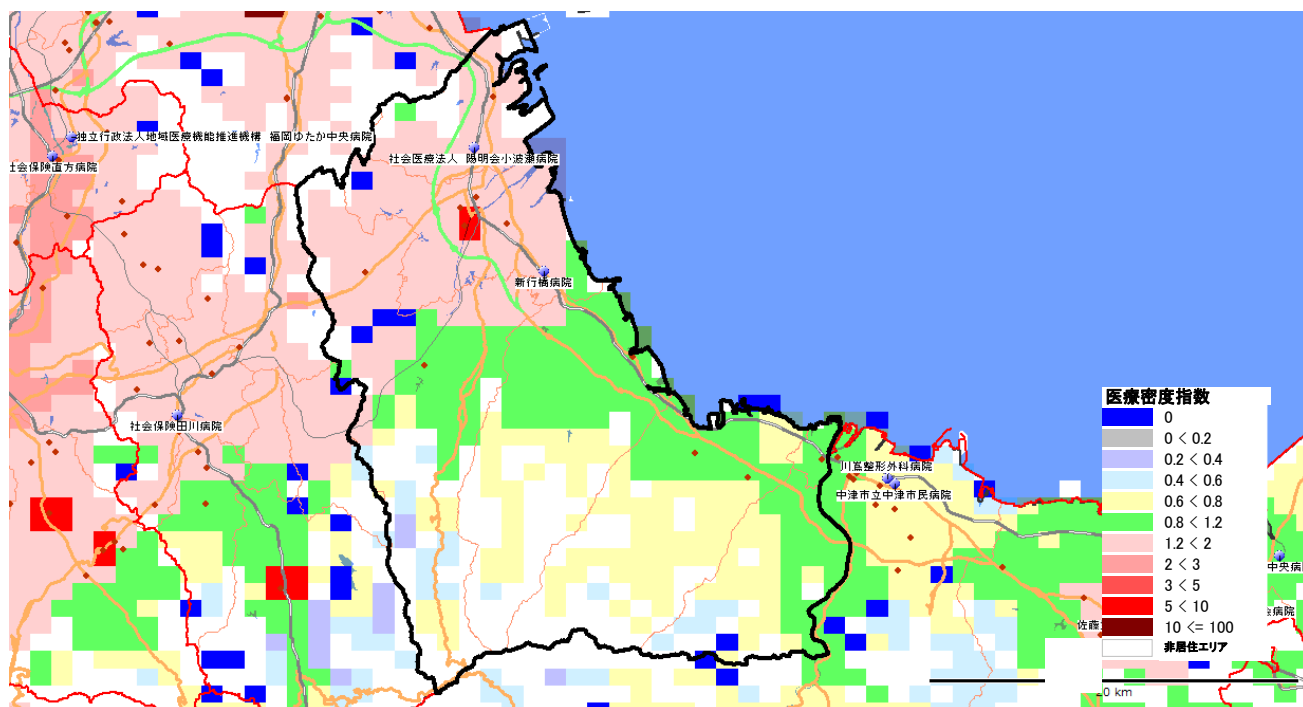 独立行政法人地域医療機能推進機構 福岡ゆたか中央病院
社会保険直方病院
社会医療法人 陽明会小波瀬病院
新行橋病院
社会保険田川病院
川嶌整形外科病院
中津市立中津市民病院
中央病
会病院
佐藤
医療密度指数
0
0 < 0.2
0.2 < 0.4
0.4 < 0.6
0.6 < 0.8
0.8 < 1.2
1.2 < 2
2 < 3
3 < 5
5 < 10
10 <= 100
非居住エリア
20 km